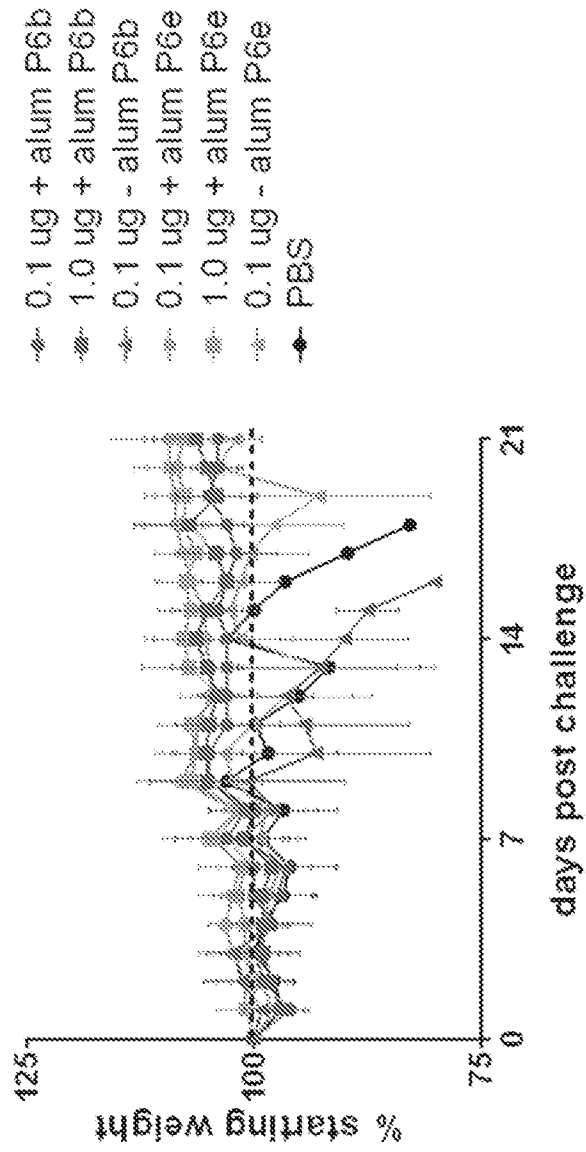 0.1 ug + alum P6b
1.0 ug + alum P6b
0.1 ug - alum P6b
0.1 ug + alum P6e
1.0 ug + alum P6e
0.1 ug - alum P6e
PBS
% starting weight
125
100
75
0
7
14
21
days post challenge